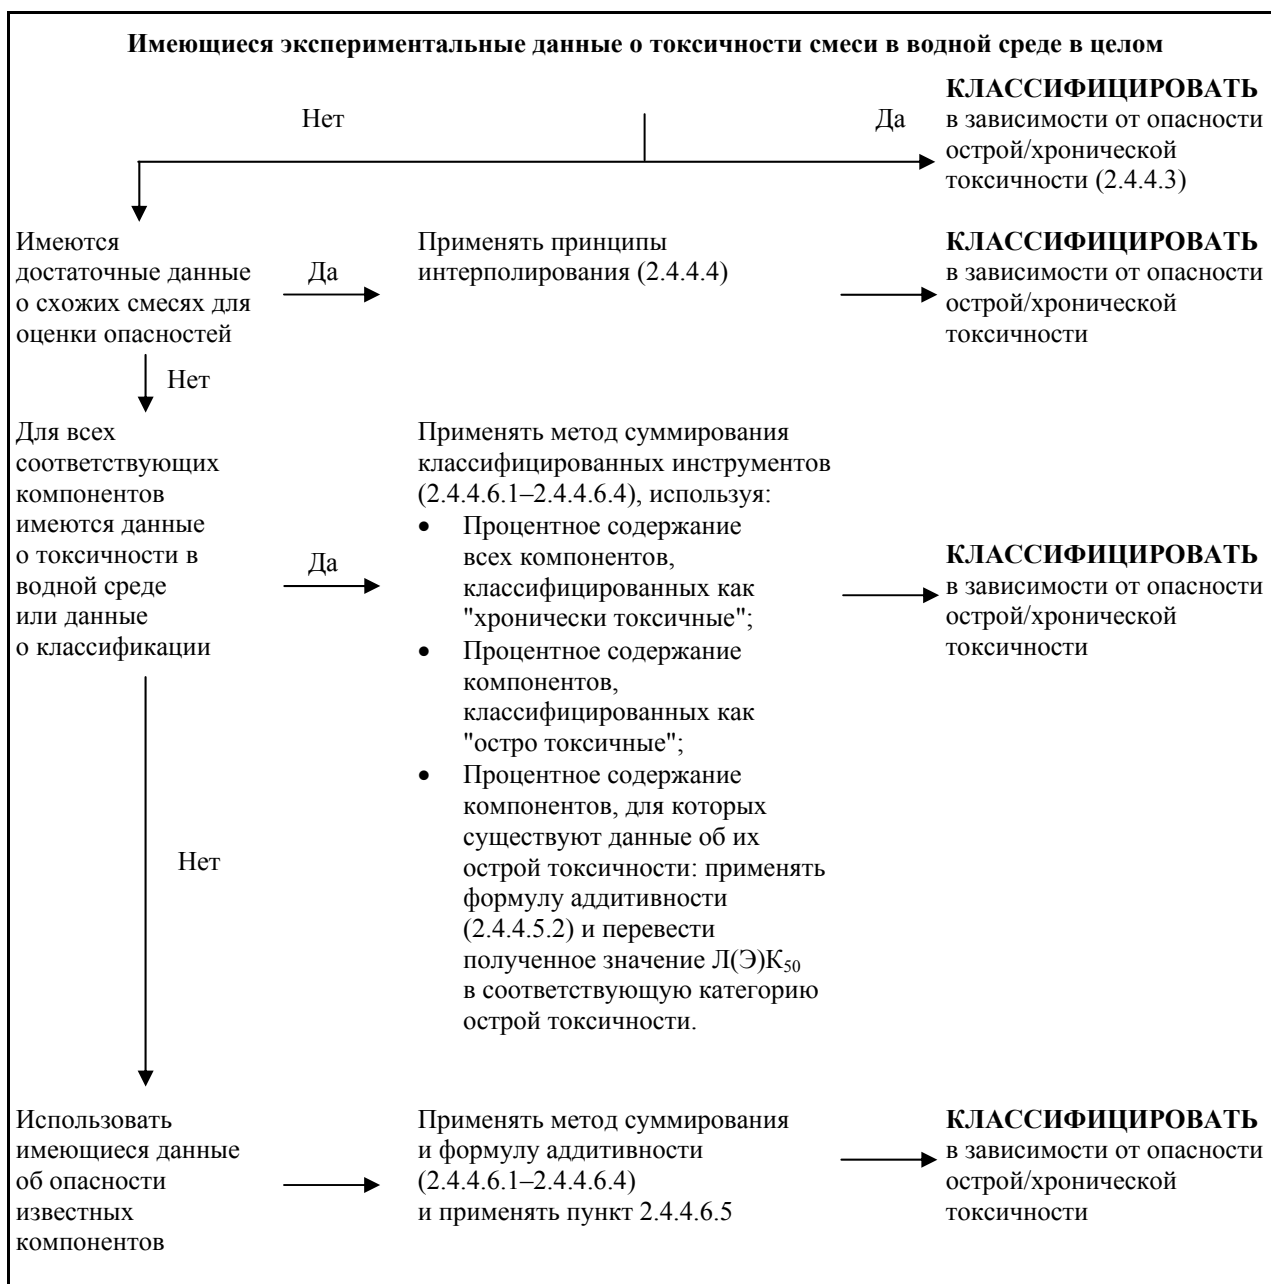 Имеющиеся экспериментальные данные о токсичности смеси в водной среде в целом
Нет
Да
КЛАССИФИЦИРОВАТЬ
в зависимости от опасности
острой/хронической
токсичности (2.4.4.3)
Имеются
достаточные данные
о схожих смесях для
оценки опасностей
Да
Применять принципы
интерполирования (2.4.4.4)
КЛАССИФИЦИРОВАТЬ
в зависимости от опасности
острой/хронической
токсичности
Нет
Для всех
соответствующих
компонентов
имеются данные
о токсичности в
водной среде
или данные
о классификации
Да
Применять метод суммирования
классифицированных инструментов
(2.4.4.6.1–2.4.4.6.4), используя:
• Процентное содержание
всех компонентов,
классифицированных как
"хронически токсичные";
• Процентное содержание
компонентов,
классифицированных как
"остро токсичные";
• Процентное содержание
компонентов, для которых
существуют данные об их
острой токсичности: применять
формулу аддитивности
(2.4.4.5.2) и перевести
полученное значение Л(Э)К50
в соответствующую категорию
острой токсичности.
КЛАССИФИЦИРОВАТЬ
в зависимости от опасности
острой/хронической
токсичности
Нет
Использовать
имеющиеся данные
об опасности
известных
компонентов
Применять метод суммирования
и формулу аддитивности
(2.4.4.6.1–2.4.4.6.4)
и применять пункт 2.4.4.6.5
КЛАССИФИЦИРОВАТЬ
в зависимости от опасности
острой/хронической
токсичности